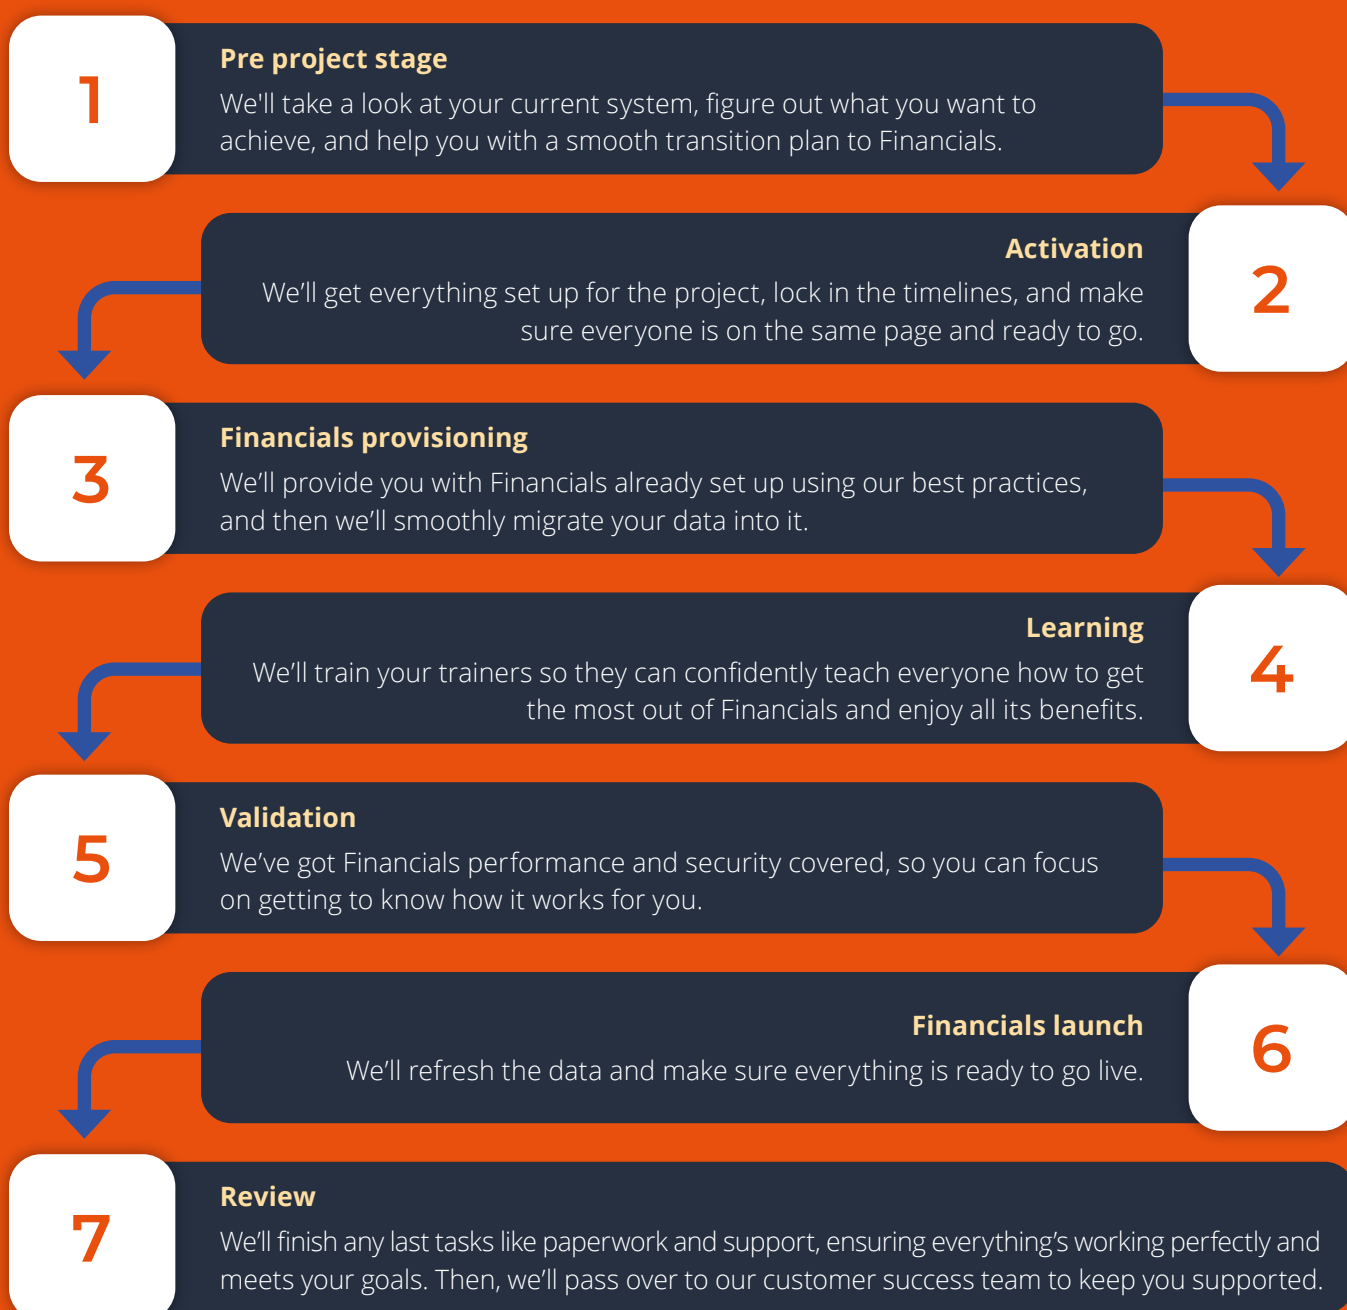 1
Pre project stage
We'll take a look at your current system, figure out what you want to
achieve, and help you with a smooth transition plan to Financials.
2
Activation
We’ll get everything set up for the project, lock in the timelines, and make
sure everyone is on the same page and ready to go.
3
Financials provisioning
We’ll provide you with Financials already set up using our best practices,
and then we’ll smoothly migrate your data into it.
4
Learning
We’ll train your trainers so they can confidently teach everyone how to get
the most out of Financials and enjoy all its benefits.
5
Validation
We’ve got Financials performance and security covered, so you can focus
on getting to know how it works for you.
6
Financials launch
We’ll refresh the data and make sure everything is ready to go live.
7
Review
We’ll finish any last tasks like paperwork and support, ensuring everything’s working perfectly and
meets your goals. Then, we’ll pass over to our customer success team to keep you supported.